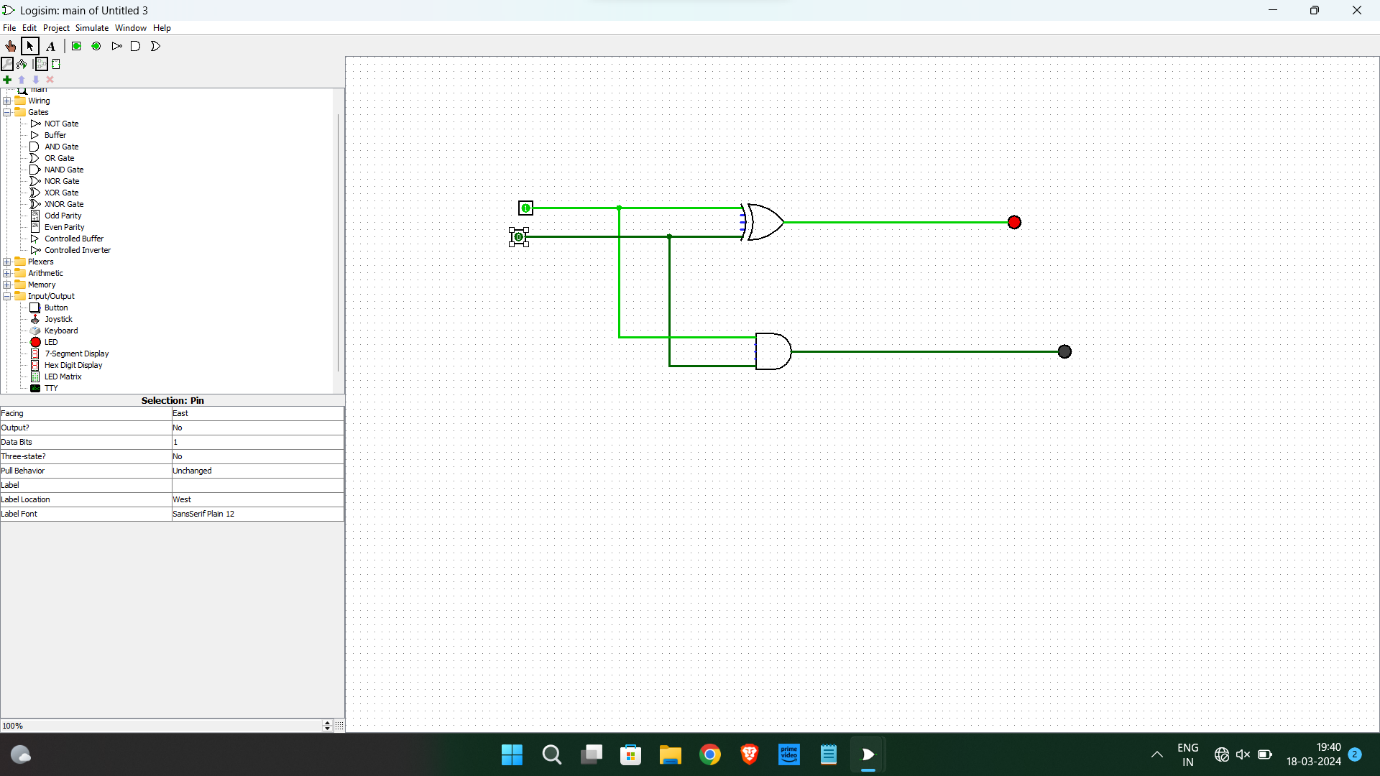 Logisim: main of Untitled 3
File Edit Project Simulate Window Help
A
main
Wiring
Gates
NOT Gate
Buffer
AND Gate
OR Gate
NAND Gate
NOR Gate
XOR Gate
XNOR Gate
Odd Parity
Even Parity
Controlled Buffer
Controlled Inverter
Plexers
Arithmetic
Memory
Input/Output
Button
Joystick
Keyboard
LED
7-Segment Display
Hex Digit Display
LED Matrix
TTY
Selection: Pin
Facing East
Output? No
Data Bits 1
Three-state? No
Pull Behavior Unchanged
Label
Label Location West
Label Font SansSerif Plain 12
100%
1
0
prime video
ENG
IN
19:40
18-03-2024
2